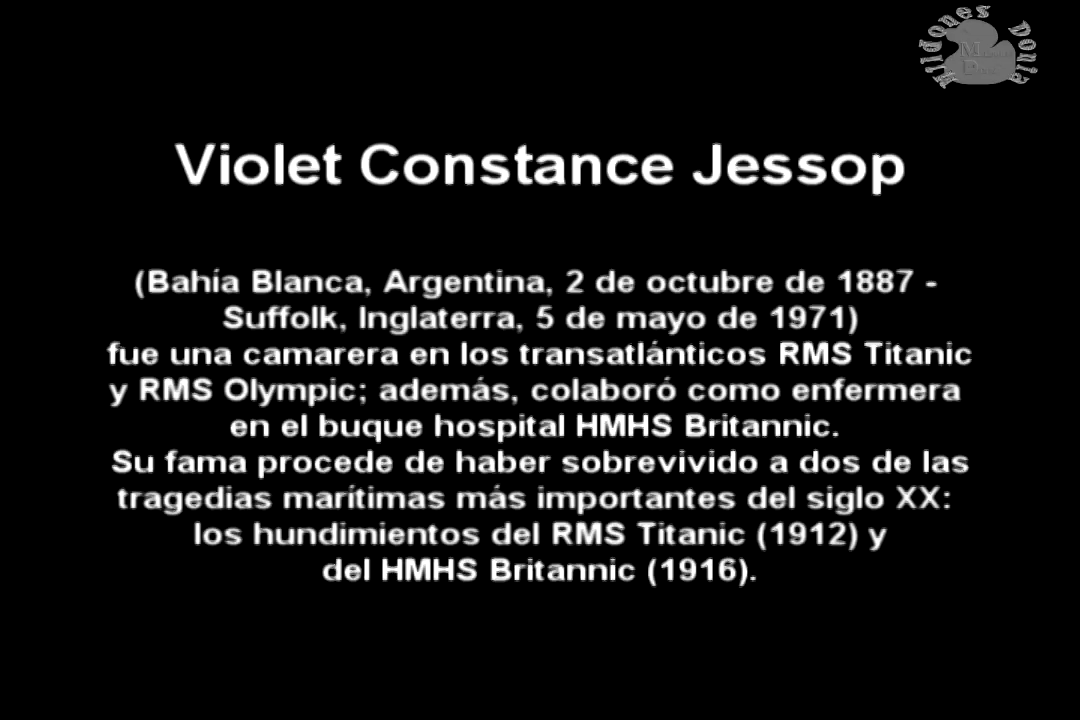 Mildones Donia
Violet Constance Jessop
(Bahía Blanca, Argentina, 2 de octubre de 1887 -
Suffolk, Inglaterra, 5 de mayo de 1971)
fue una camarera en los transatlánticos RMS Titanic
y RMS Olympic; además, colaboró como enfermera
en el buque hospital HMHS Britannic.
Su fama procede de haber sobrevivido a dos de las
tragedias marítimas más importantes del siglo XX:
los hundimientos del RMS Titanic (1912) y
del HMHS Britannic (1916).